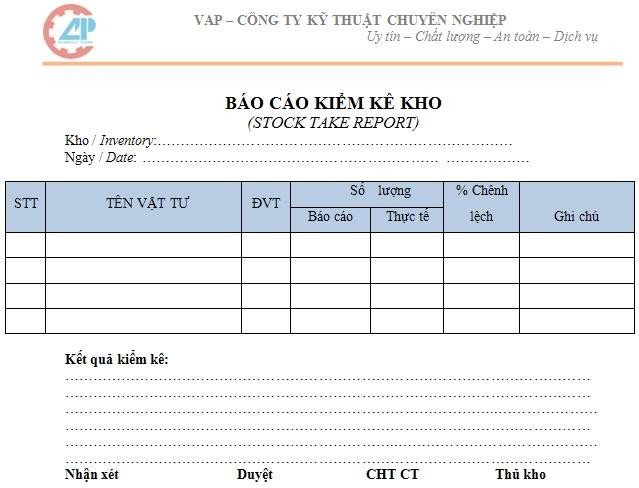 VAP – CÔNG TY KỸ THUẬT CHUYÊN NGHIỆP
Uy tín – Chất lượng – An toàn – Dịch vụ
BÁO CÁO KIỂM KÊ KHO
(STOCK TAKE REPORT)
Kho / Inventory:……………………………………………………………….
Ngày / Date: ………………………………………………… …………….
STT TÊN VẬT TƯ ĐVT Số lượng % Chênh lệch Ghi chú
Báo cáo Thực tế
Kết quả kiểm kê:
……………………………………………………………………………………………
……………………………………………………………………………………………
……………………………………………………………………………………………
……………………………………………………………………………………………
……………………………………………………………………………………………
……………………………………………………………………………………………
Nhận xét Duyệt CHT CT Thủ kho